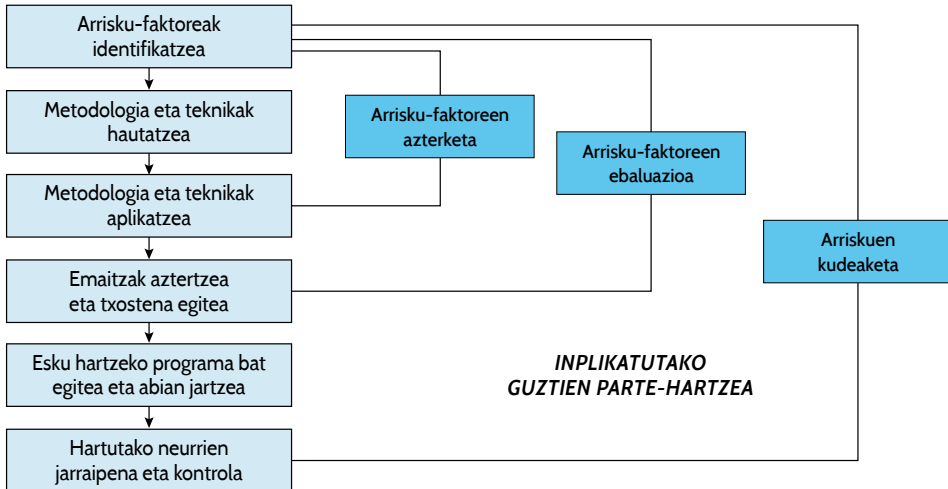 Arrisku-faktoreak
identifikatzea
Metodologia eta teknikak
hautatzea
Metodologia eta teknikak
aplikatzea
Emaitzak aztertzea
eta txostena egitea
Esku hartzeko programa bat
egitea eta abian jartzea
Hartutako neurrien
jarraipena eta kontrola
Arrisku-faktoreen
azterketa
Arrisku-faktoreen
ebaluazioa
Arriskuen
kudeaketa
INPLIKATUTAKO
GUZTIEN PARTE-HARTZEA